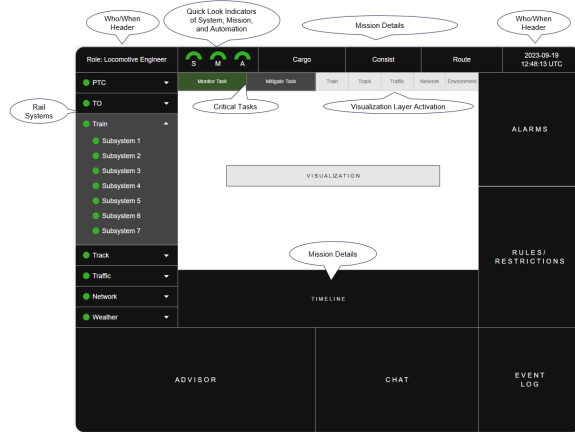 Who/When
Header
Quick Look Indicators
of System, Mission,
and Automation
Mission Details
Who/When
Header
Role: Locomotive Engineer
S M A
Cargo
Consist
Route
2023-09-19
12:48:13 UTC
PTC
Monitor Task
Mitigate Task
Train
Track
Traffic
Network
Environment
TO
Critical Tasks
Visualization Layer Activation
Rail
Systems
Train
ALARMS
Subsystem 1
Subsystem 2
Subsystem 3
Subsystem 4
Subsystem 5
Subsystem 6
Subsystem 7
VISUALIZATION
Track
Mission Details
RULES/
RESTRICTIONS
Traffic
Network
TIMELINE
Weather
ADVISOR
CHAT
EVENT
LOG